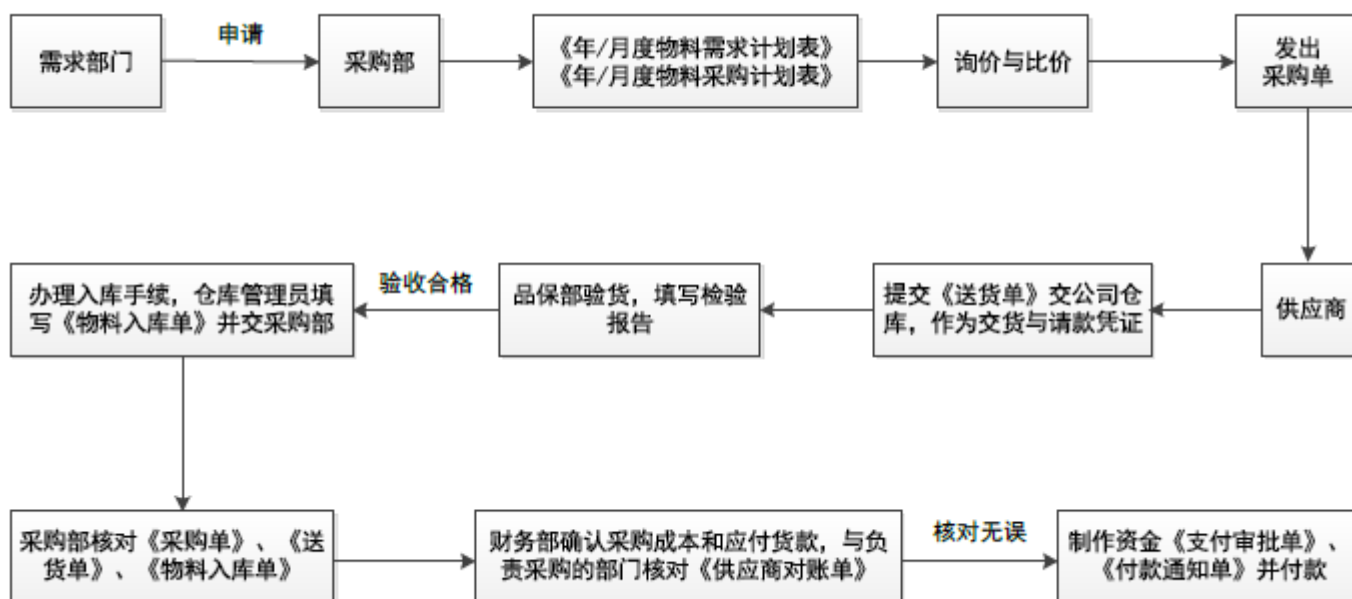 需求部门
申请
采购部
《年/月度物料需求计划表》
《年/月度物料采购计划表》
询价与比价
发出
采购单
办理入库手续，仓库管理员填
写《物料入库单》并交采购部
验收合格
品保部验货，填写检验
报告
提交《送货单》交公司仓
库，作为交货与请款凭证
供应商
采购部核对《采购单》、《送
货单》、《物料入库单》
财务部确认采购成本和应付货款，与负
责采购的部门核对《供应商对账单》
核对无误
制作资金《支付审批单》、
《付款通知单》并付款